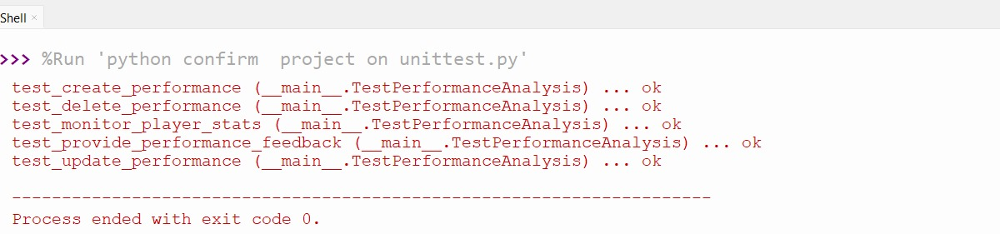 Shell ×
>>> %Run 'python confirm  project on unittest.py'
test_create_performance (__main__.TestPerformanceAnalysis) ... ok
test_delete_performance (__main__.TestPerformanceAnalysis) ... ok
test_monitor_player_stats (__main__.TestPerformanceAnalysis) ... ok
test_provide_performance_feedback (__main__.TestPerformanceAnalysis) ... ok
test_update_performance (__main__.TestPerformanceAnalysis) ... ok
----------------------------------------------------------------------
Process ended with exit code 0.